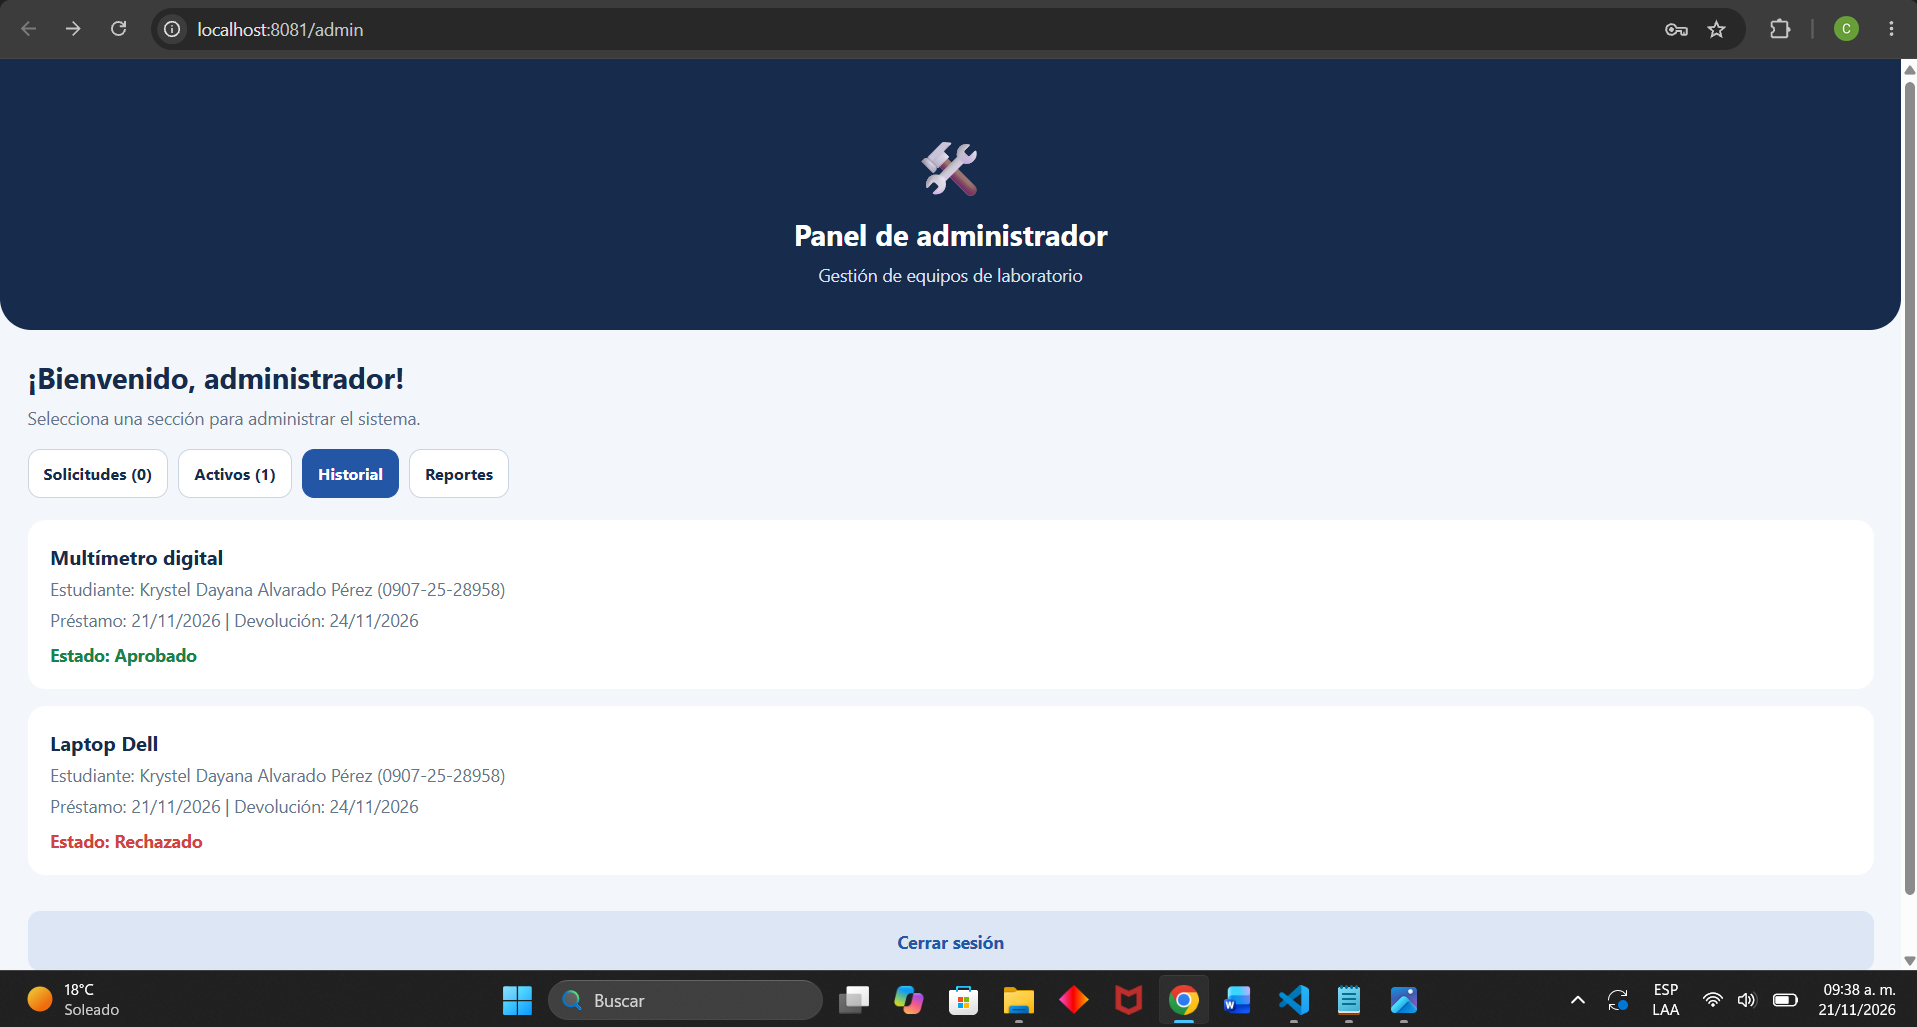 localhost:8081/admin
C
Panel de administrador
Gestión de equipos de laboratorio
¡Bienvenido, administrador!
Selecciona una sección para administrar el sistema.
Solicitudes (0)
Activos (1)
Historial
Reportes
Multímetro digital
Estudiante: Krystel Dayana Alvarado Pérez (0907-25-28958)
Préstamo: 21/11/2026 | Devolución: 24/11/2026
Estado: Aprobado
Laptop Dell
Estudiante: Krystel Dayana Alvarado Pérez (0907-25-28958)
Préstamo: 21/11/2026 | Devolución: 24/11/2026
Estado: Rechazado
Cerrar sesión
18°C
Soleado
Buscar
W
ESP
LAA
09:38 a. m.
21/11/2026